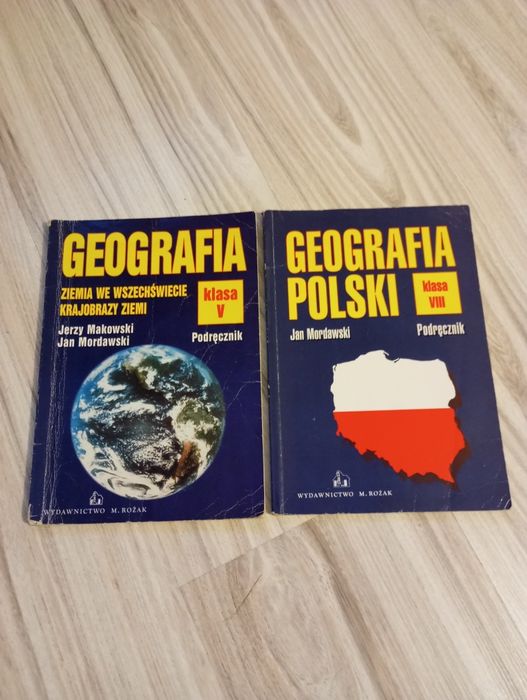 GEOGRAFIA
ZIEMIA WE WSZECHŚWIECIE
KRAJOBRAZY ZIEMI
klasa
V
Jerzy Makowski
Jan Mordawski
Podręcznik
WYDAWNICTWO M. ROŻAK
GEOGRAFIA
POLSKI
klasa
VIII
Jan Mordawski
Podręcznik
WYDAWNICTWO M. ROŻAK